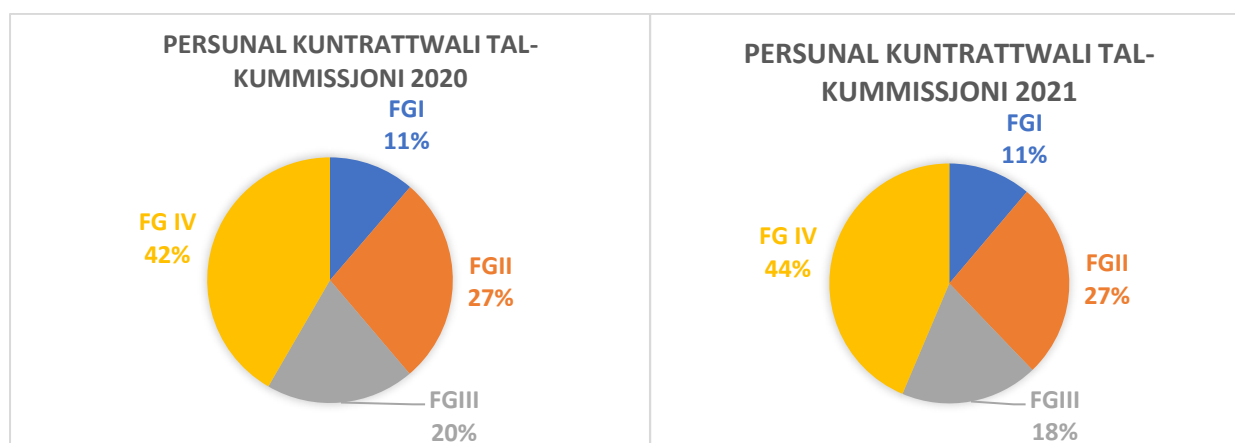 PERSUNAL KUNTRATTWALI TAL-
KUMMISSJONI 2020
FGI
11%
FG IV
42%
FGII
27%
FGIII
20%
PERSUNAL KUNTRATTWALI TAL-
KUMMISSJONI 2021
FGI
11%
FG IV
44%
FGII
27%
FGIII
18%